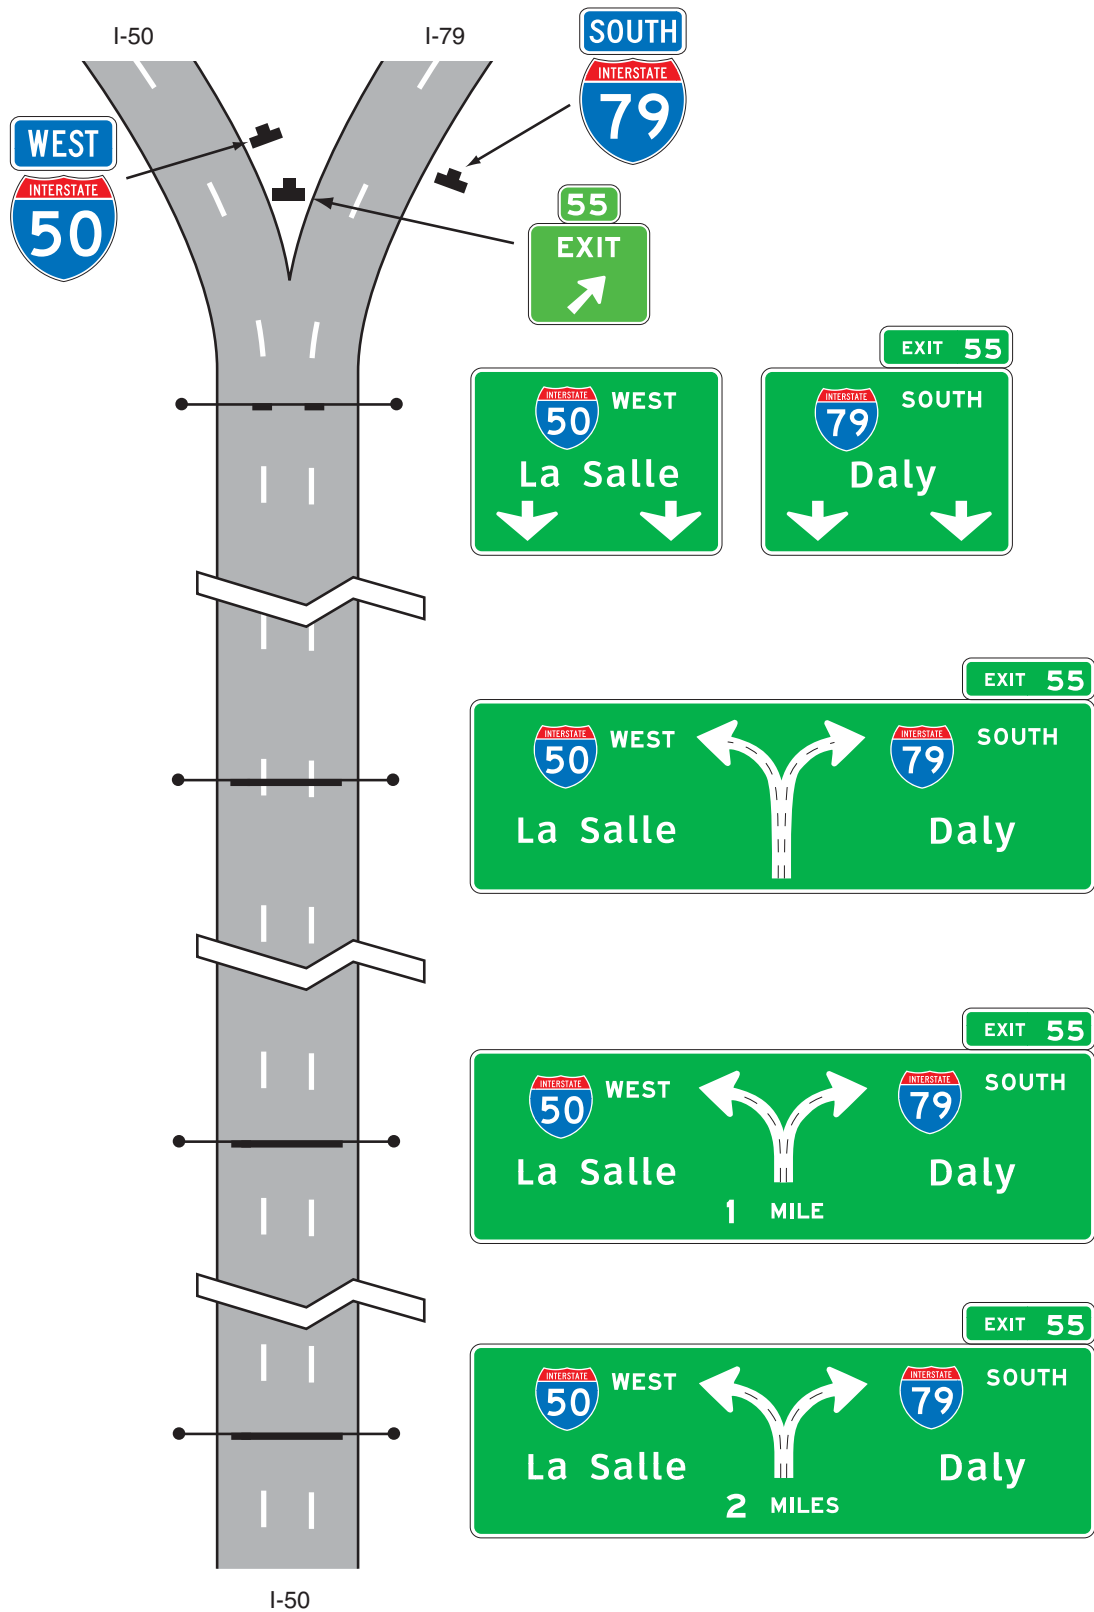 I-50
I-79
SOUTH
INTERSTATE
79
WEST
INTERSTATE
50
55
EXIT
EXIT 55
INTERSTATE
50
WEST
La Salle
INTERSTATE
79
SOUTH
Daly
EXIT 55
INTERSTATE
50
WEST
La Salle
INTERSTATE
79
SOUTH
Daly
EXIT 55
INTERSTATE
50
WEST
La Salle
INTERSTATE
79
SOUTH
Daly
1 MILE
EXIT 55
INTERSTATE
50
WEST
La Salle
INTERSTATE
79
SOUTH
Daly
2 MILES
I-50